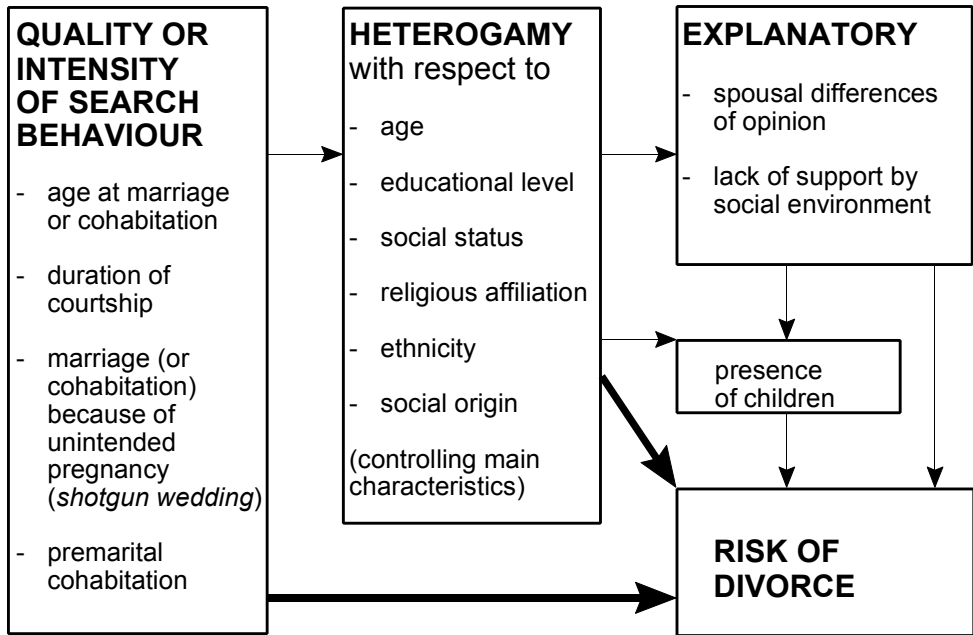 QUALITY OR
INTENSITY
OF SEARCH
BEHAVIOUR
- age at marriage
or cohabitation
- duration of
courtship
- marriage (or
cohabitation)
because of
unintended
pregnancy
(shotgun wedding)
- premarital
cohabitation
HETEROGAMY
with respect to
- age
- educational level
- social status
- religious affiliation
- ethnicity
- social origin
(controlling main
characteristics)
EXPLANATORY
- spousal differences
of opinion
- lack of support by
social environment
presence
of children
RISK OF
DIVORCE